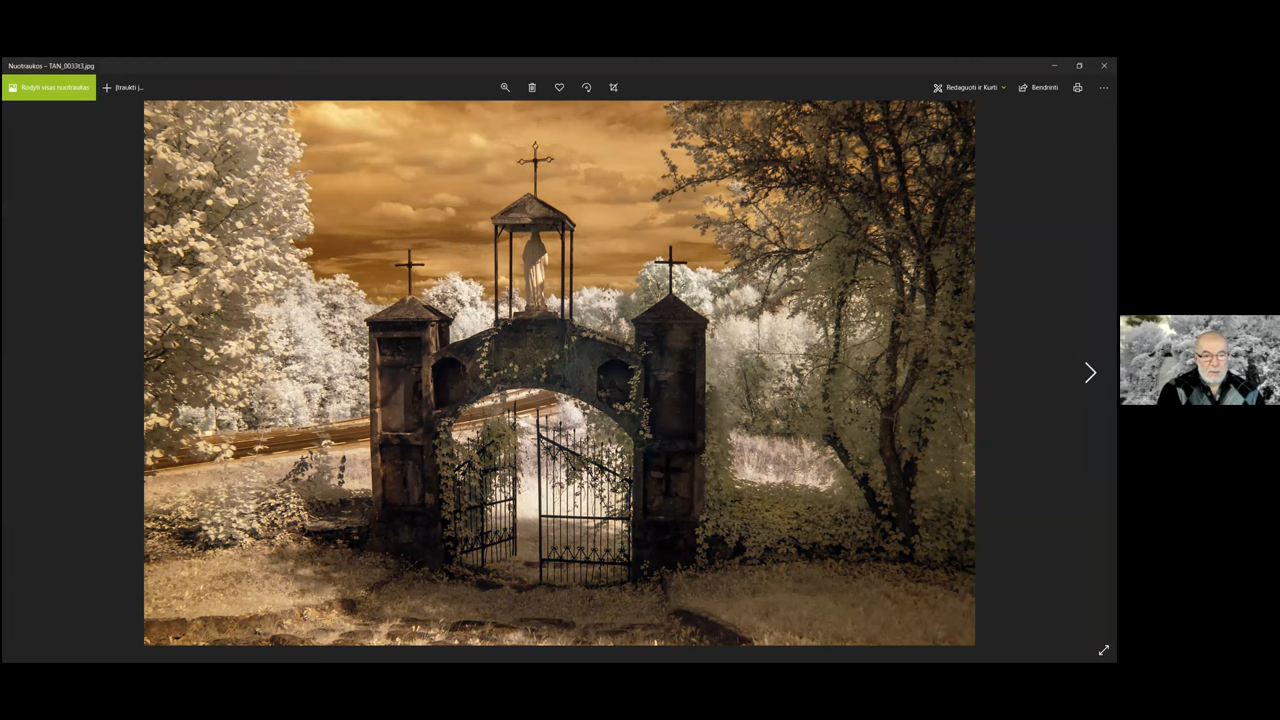 Nuotraukos – TAN_0033t3.jpg
Rodyti visas nuotraukas
Įtraukti į...
Redaguoti ir Kurti
Bendrinti